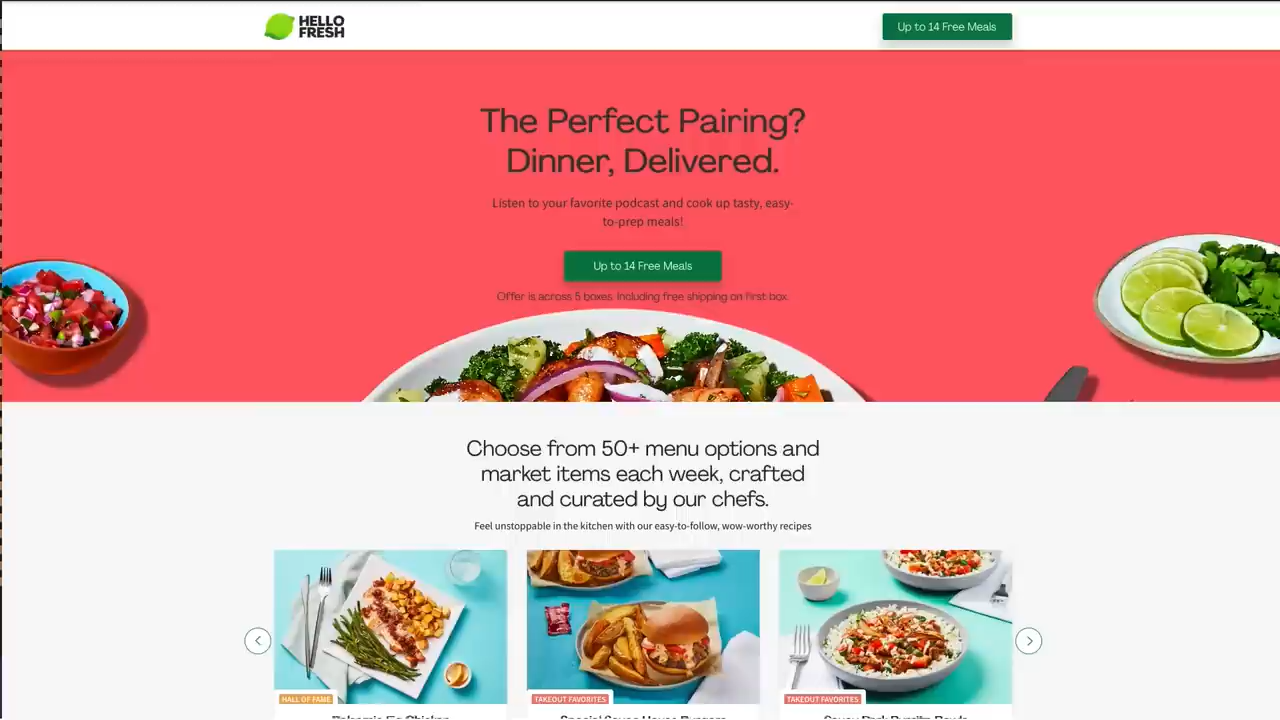 HELLO
FRESH
Up to 14 Free Meals
The Perfect Pairing?
Dinner, Delivered.
Listen to your favorite podcast and cook up tasty, easy-
to-prep meals!
Up to 14 Free Meals
Offer is across 5 boxes. Including free shipping on first box.
Choose from 50+ menu options and
market items each week, crafted
and curated by our chefs.
Feel unstoppable in the kitchen with our easy-to-follow, wow-worthy recipes
HALL OF FAME
TAKEOUT FAVORITES
TAKEOUT FAVORITES